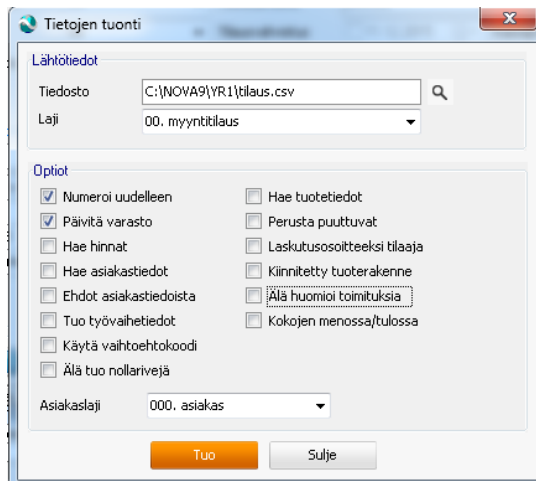 Tietojen tuonti
Lähtötiedot
Tiedosto C:\NOVA9\YR1\tilaus.csv
Laji 00. myyntitilaus
Optiot
Numeroi uudelleen Hae tuotetiedot
Päivitä varasto Perusta puuttuvat
Hae hinnat Laskutusosoitteeksi tilaaja
Hae asiakastiedot Kiinnitetty tuoterakenne
Ehdot asiakastiedoista Älä huomioi toimituksia
Tuo työvaihetiedot Kokojen menossa/tulossa
Käytä vaihtoehtokoodi
Älä tuo nollarivejä
Asiakaslaji 000. asiakas
Tuo Sulje